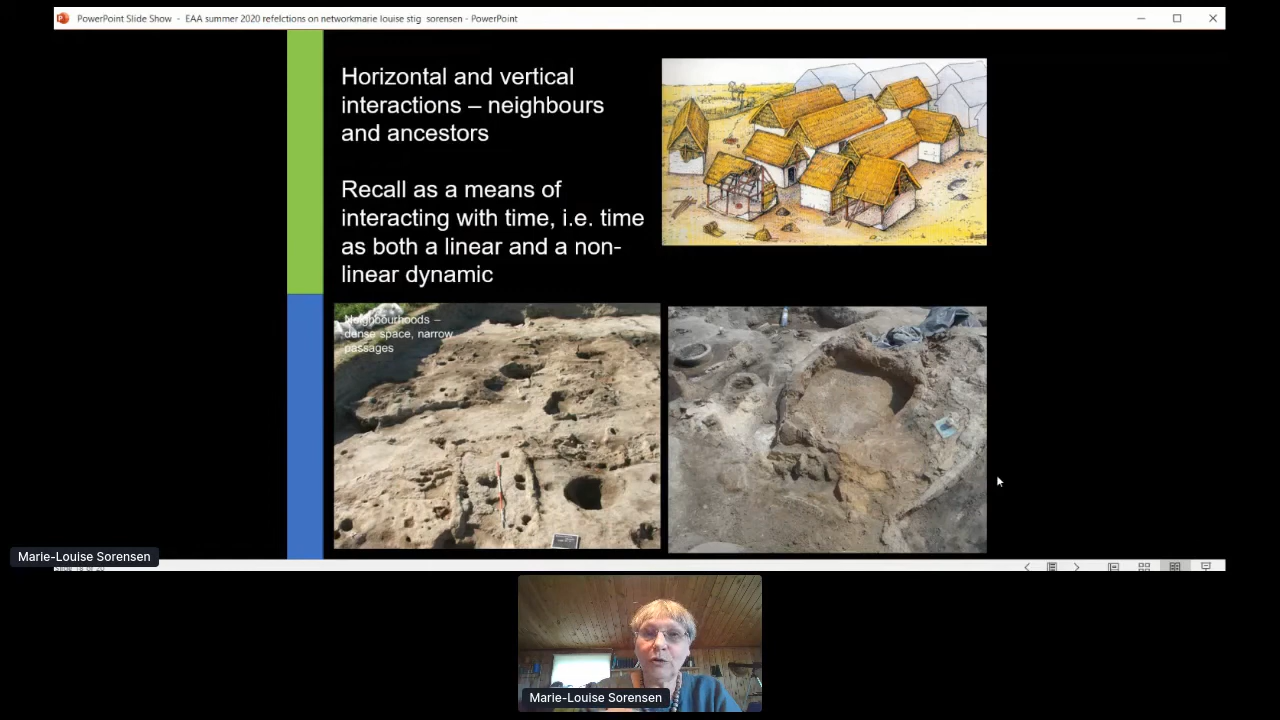 PowerPoint Slide Show - EAA summer 2020 refelctions on networkmarie louise stig sorensen - PowerPoint
Horizontal and vertical
interactions – neighbours
and ancestors
Recall as a means of
interacting with time, i.e. time
as both a linear and a non-
linear dynamic
Neighbourhoods –
dense space, narrow
passages
Marie-Louise Sorensen
Marie-Louise Sorensen